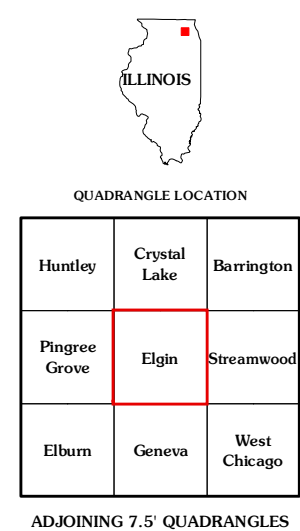 ILLINOIS
QUADRANGLE LOCATION
Huntley
Crystal
Lake
Barrington
Pingree
Grove
Elgin
Streamwood
Elburn
Geneva
West
Chicago
ADJOINING 7.5' QUADRANGLES